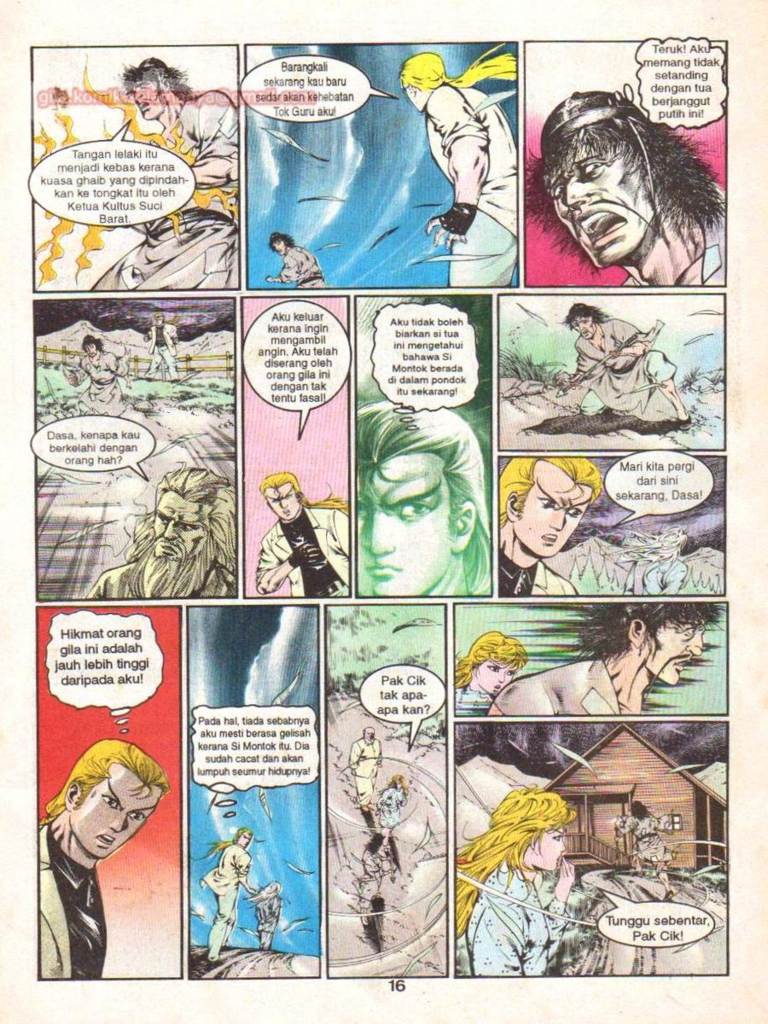 Tangan lelaki itu
menjadi kebas kerana
kuasa ghaib yang dipindah-
kan ke tongkat itu oleh
Ketua Kultus Suci
Barat.
Barangkali
sekarang kau baru
sedar akan kehebatan
Tok Guru aku!
Teruk! Aku
memang tidak
setanding
dengan tua
berjanggut
putih ini!
Dasa, kenapa kau
berkelahi dengan
orang hah?
Aku keluar
kerana ingin
mengambil
angin. Aku telah
diserang oleh
orang gila ini
dengan tak
tentu fasal!
Aku tidak boleh
biarkan si tua
ini mengetahui
bahawa Si
Montok berada
di dalam pondok
itu sekarang!
Mari kita pergi
dari sini
sekarang, Dasa!
Hikmat orang
gila ini adalah
jauh lebih tinggi
daripada aku!
Pada hal, tiada sebabnya
aku mesti berasa gelisah
kerana Si Montok itu. Dia
sudah cacat dan akan
lumpuh seumur hidupnya!
Pak Cik
tak apa-
apa kan?
Tunggu sebentar,
Pak Cik!
16